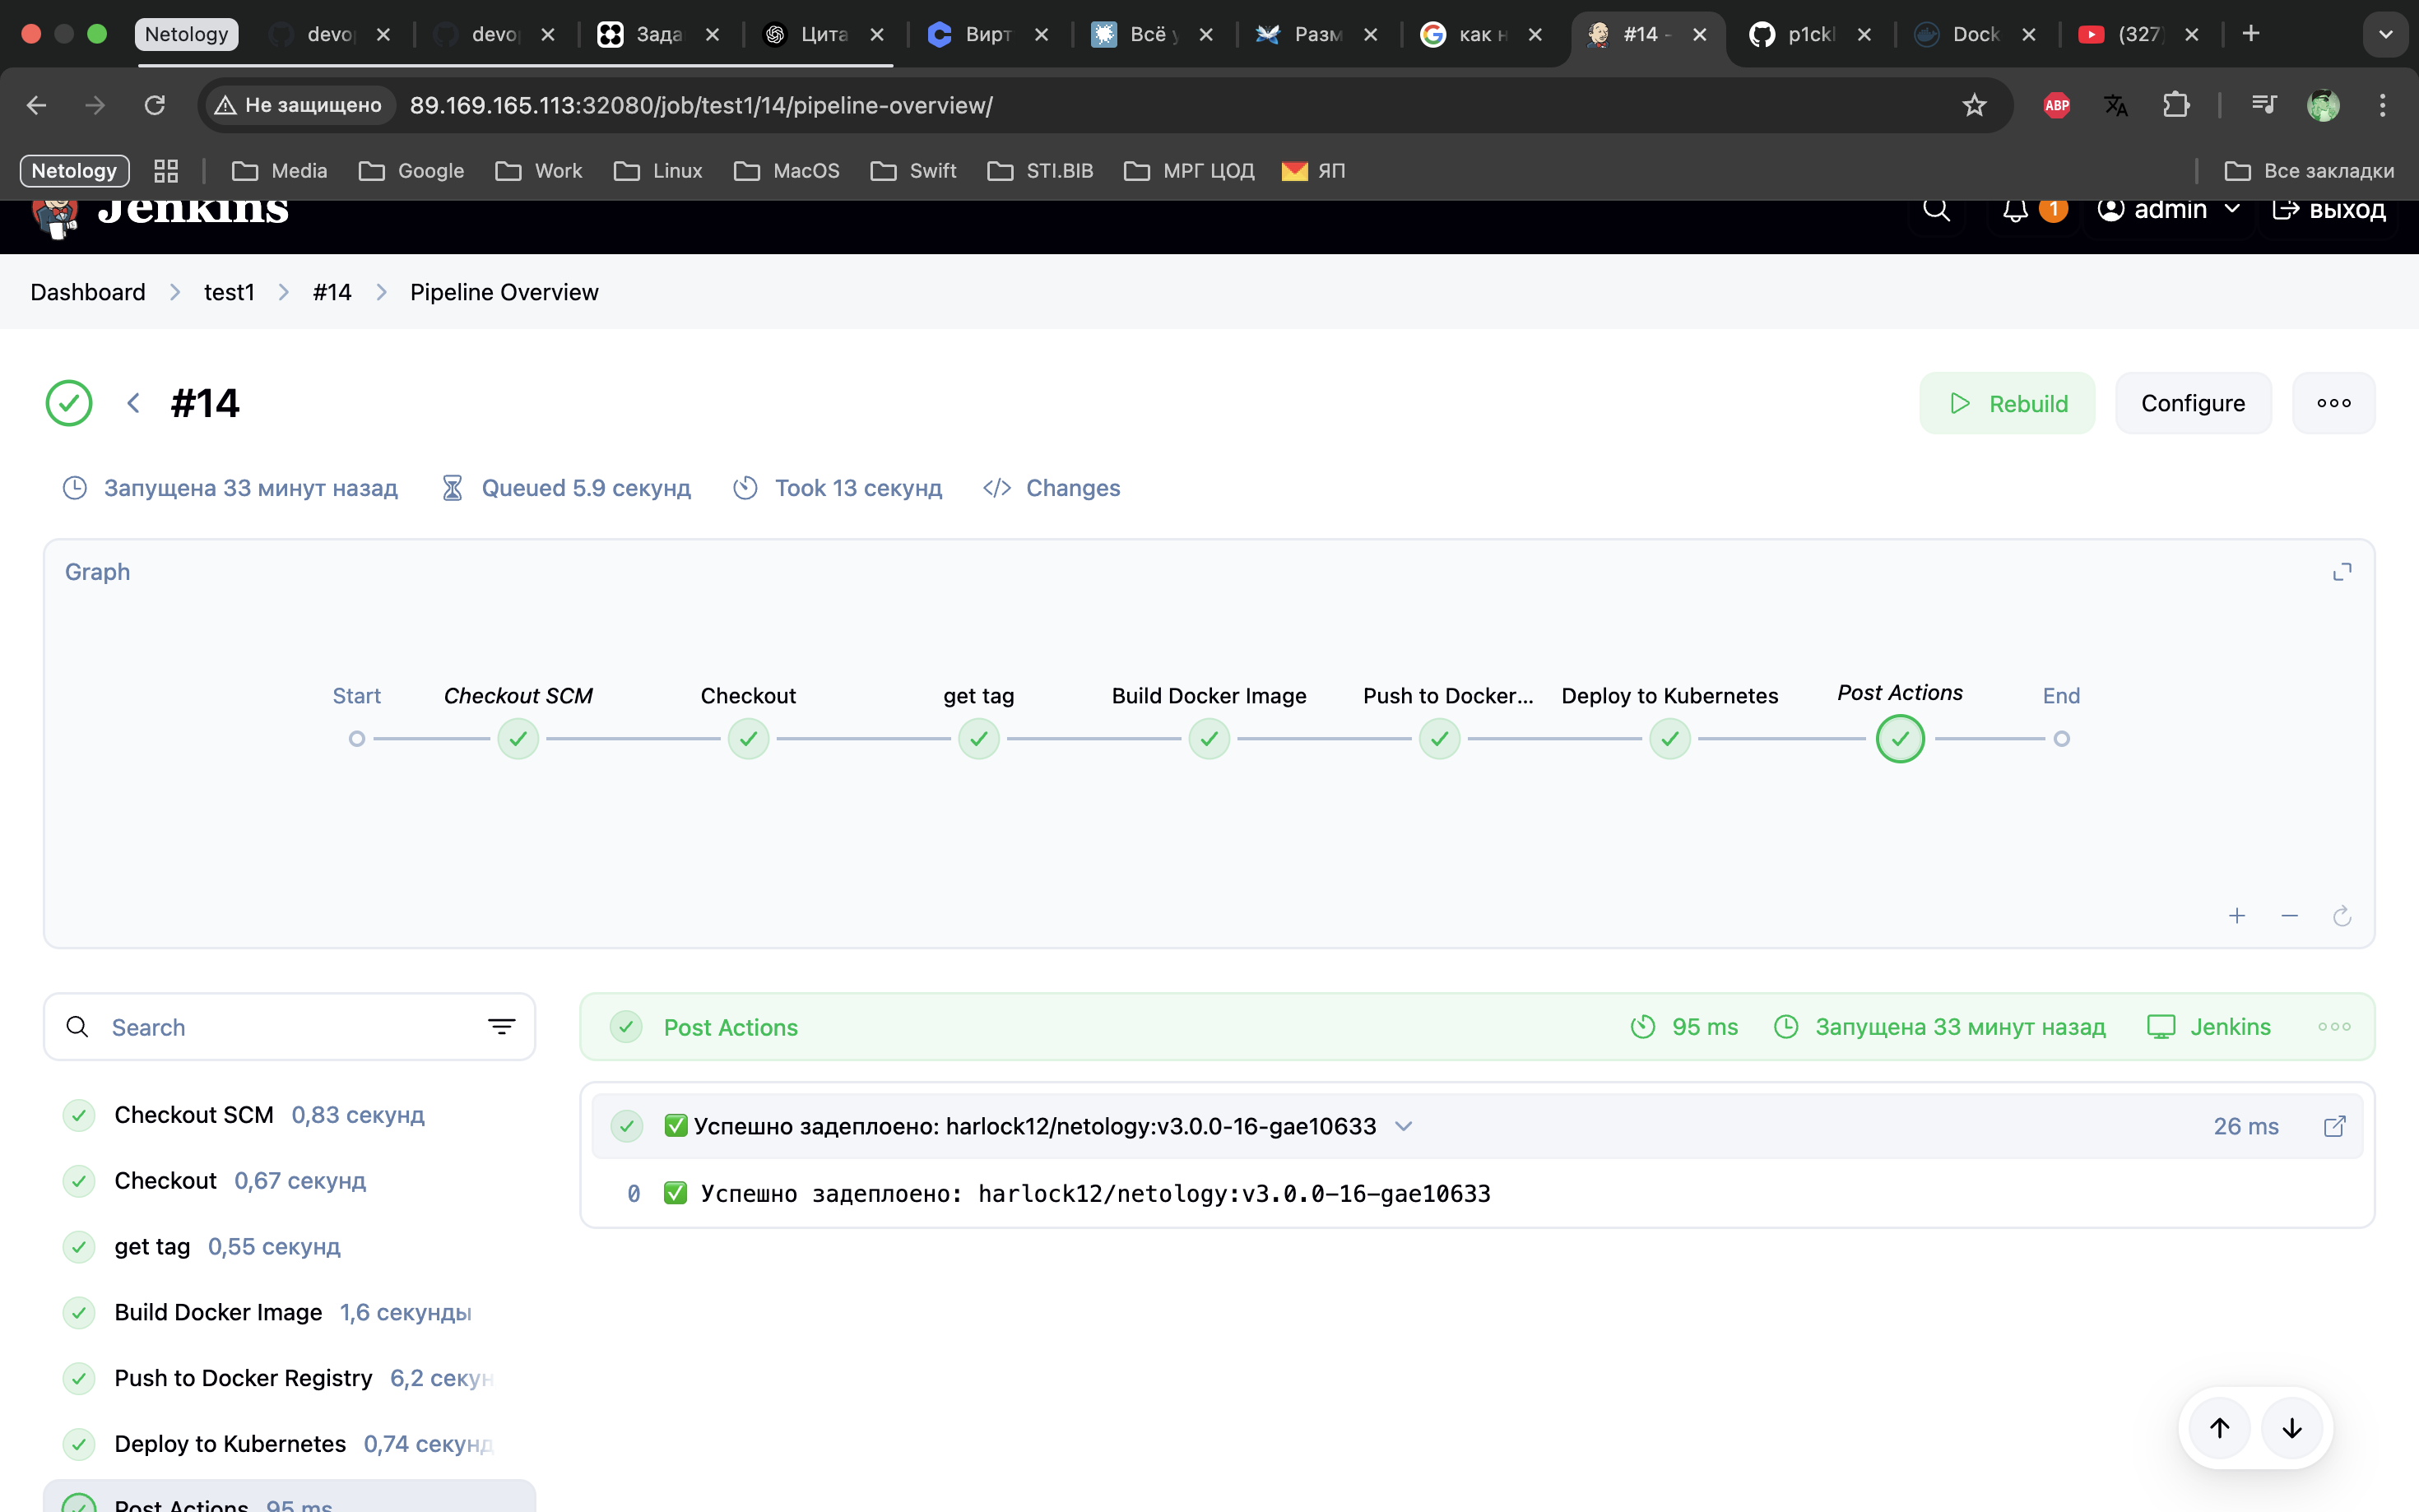 Netology devo devo Зада Цита Вирт Всё у Разм как н #14 - p1ckl Dock (327)
Не защищено 89.169.165.113:32080/job/test1/14/pipeline-overview/ ABP
Netology Media Google Work Linux MacOS Swift STI.BIB МРГ ЦОД ЯП Все закладки
Jenkins 1 admin выход
Dashboard test1 #14 Pipeline Overview
#14 Rebuild Configure
Запущена 33 минут назад Queued 5.9 секунд Took 13 секунд Changes
Graph
Start Checkout SCM Checkout get tag Build Docker Image Push to Docker... Deploy to Kubernetes Post Actions End
Search
Post Actions 95 ms Запущена 33 минут назад Jenkins
Checkout SCM 0,83 секунд
✅ Успешно задеплоено: harlock12/netology:v3.0.0-16-gae10633 26 ms
Checkout 0,67 секунд
0 ✅ Успешно задеплоено: harlock12/netology:v3.0.0-16-gae10633
get tag 0,55 секунд
Build Docker Image 1,6 секунды
Push to Docker Registry 6,2 секун
Deploy to Kubernetes 0,74 секунд
Post Actions 95 ms